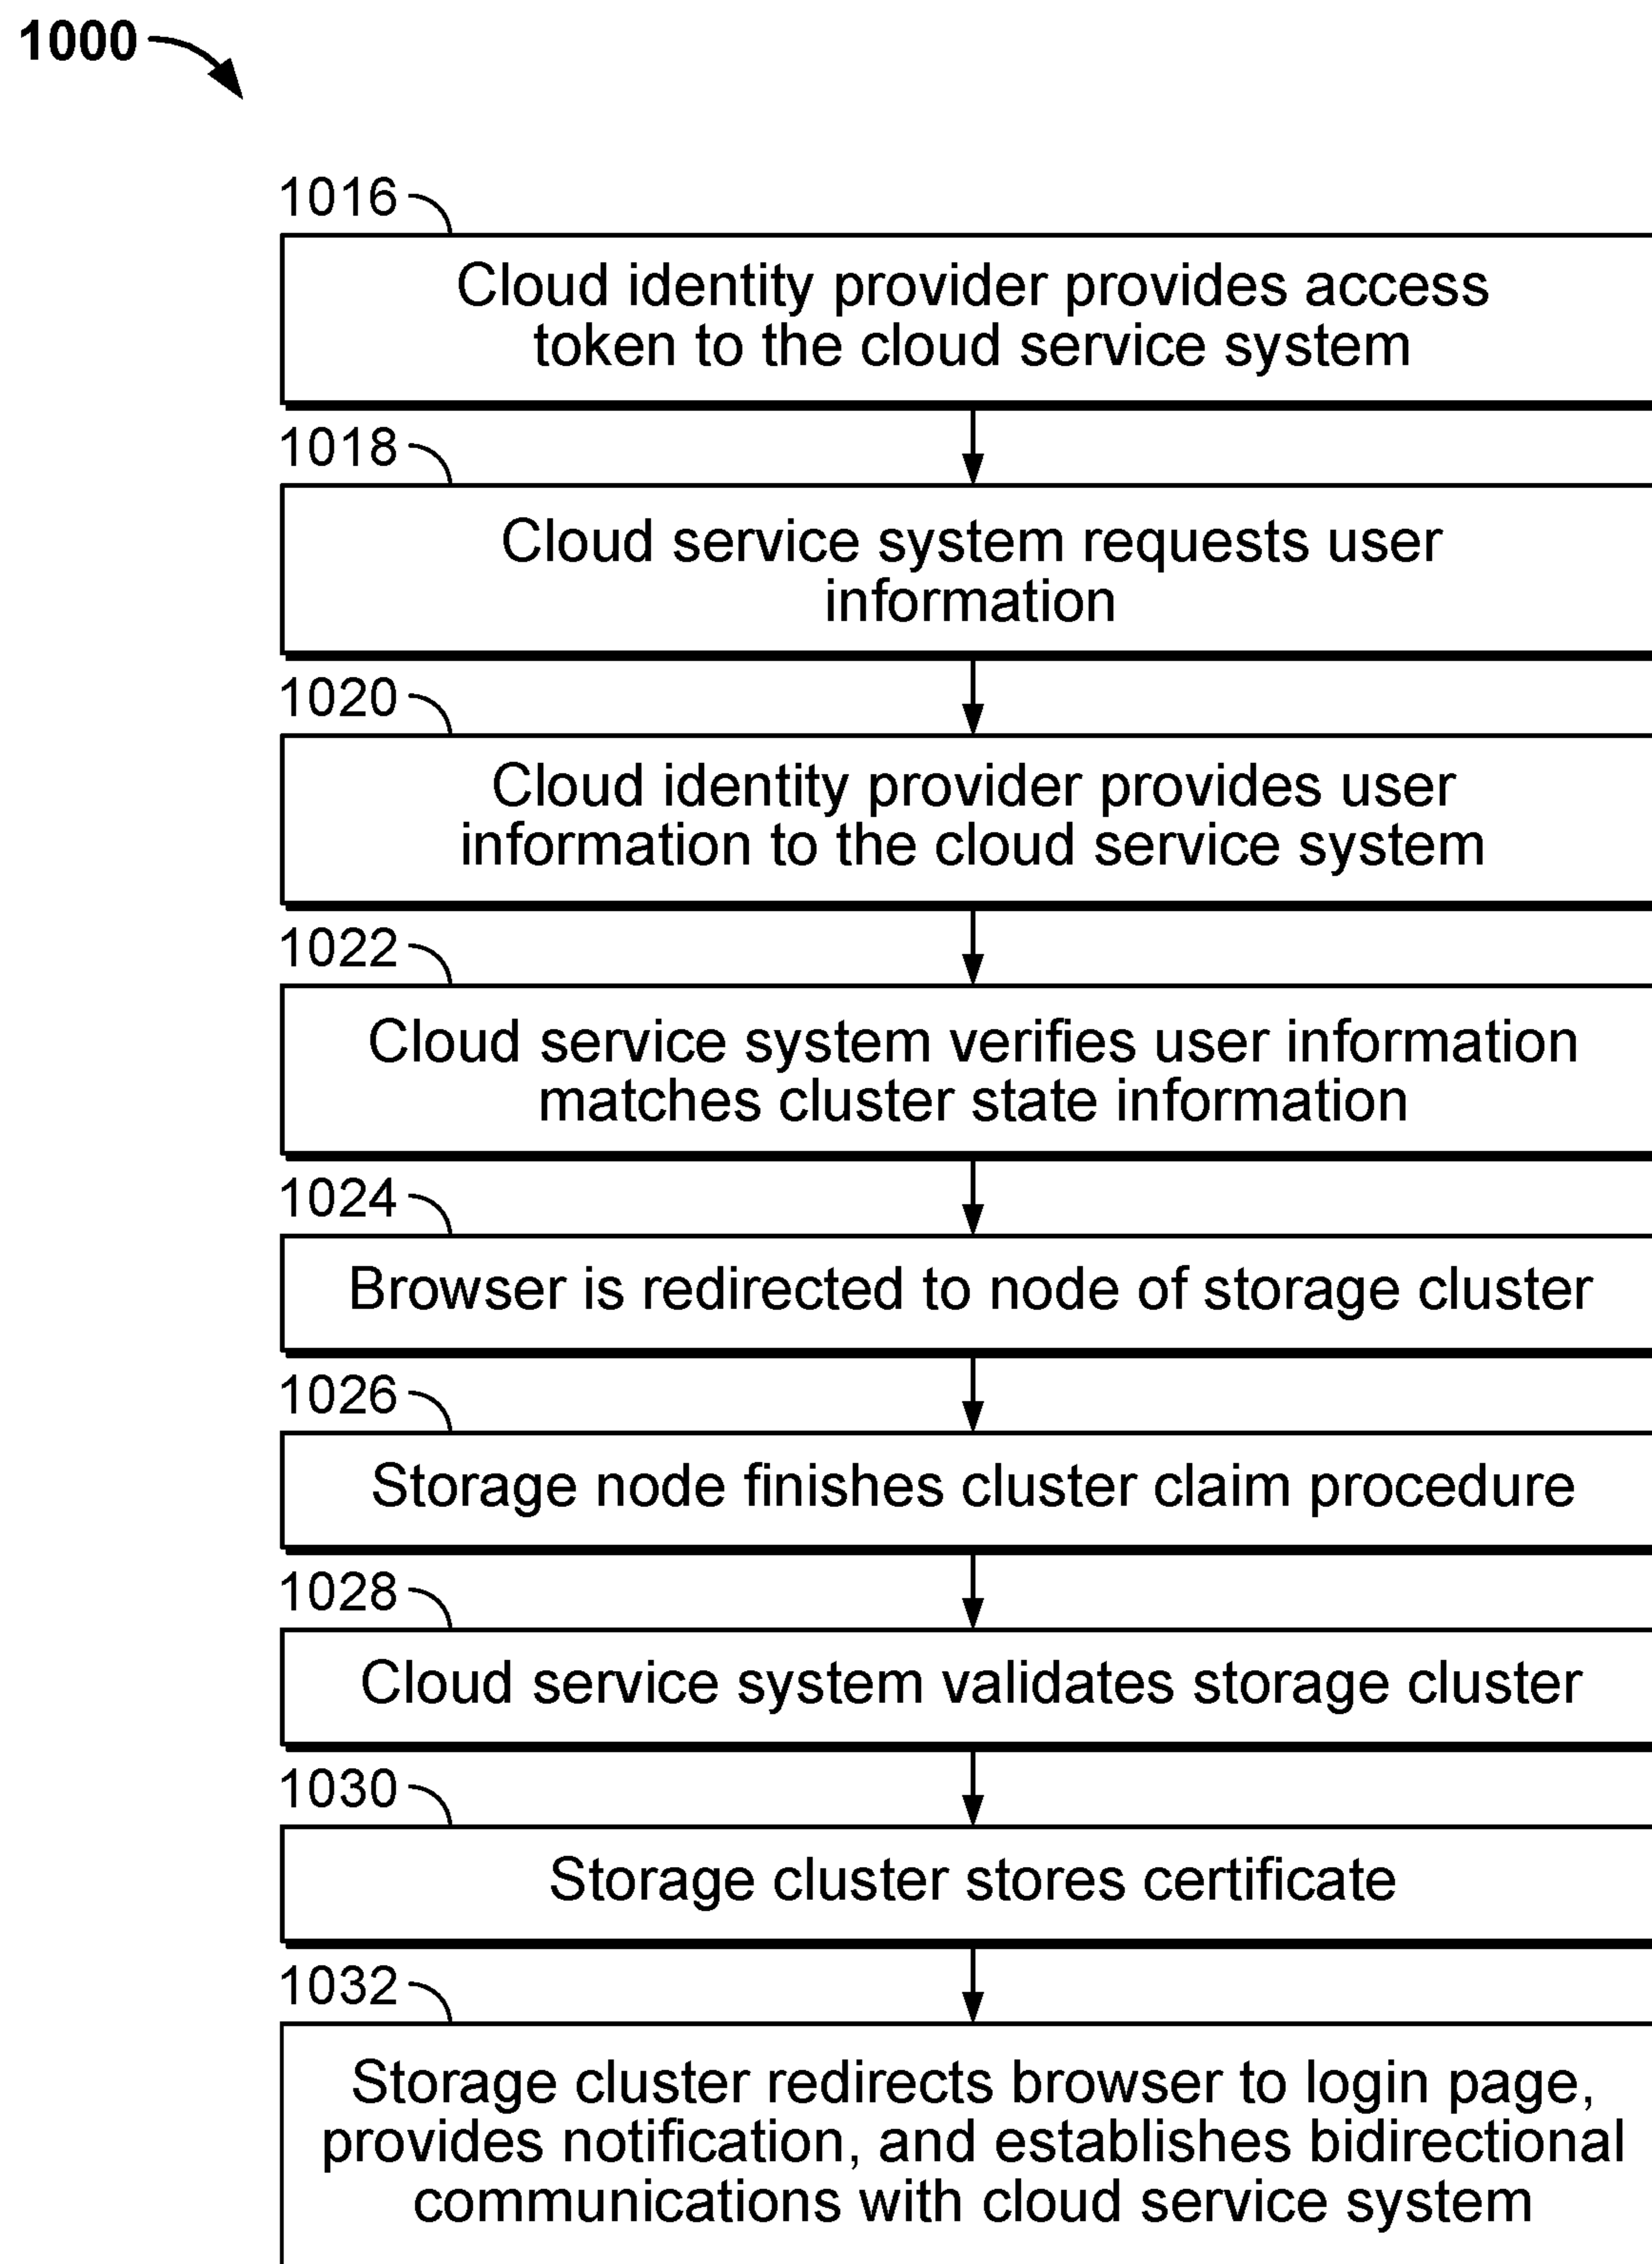 1000
1016
Cloud identity provider provides access
token to the cloud service system
1018
Cloud service system requests user
information
1020
Cloud identity provider provides user
information to the cloud service system
1022
Cloud service system verifies user information
matches cluster state information
1024
Browser is redirected to node of storage cluster
1026
Storage node finishes cluster claim procedure
1028
Cloud service system validates storage cluster
1030
Storage cluster stores certificate
1032
Storage cluster redirects browser to login page,
provides notification, and establishes bidirectional
communications with cloud service system